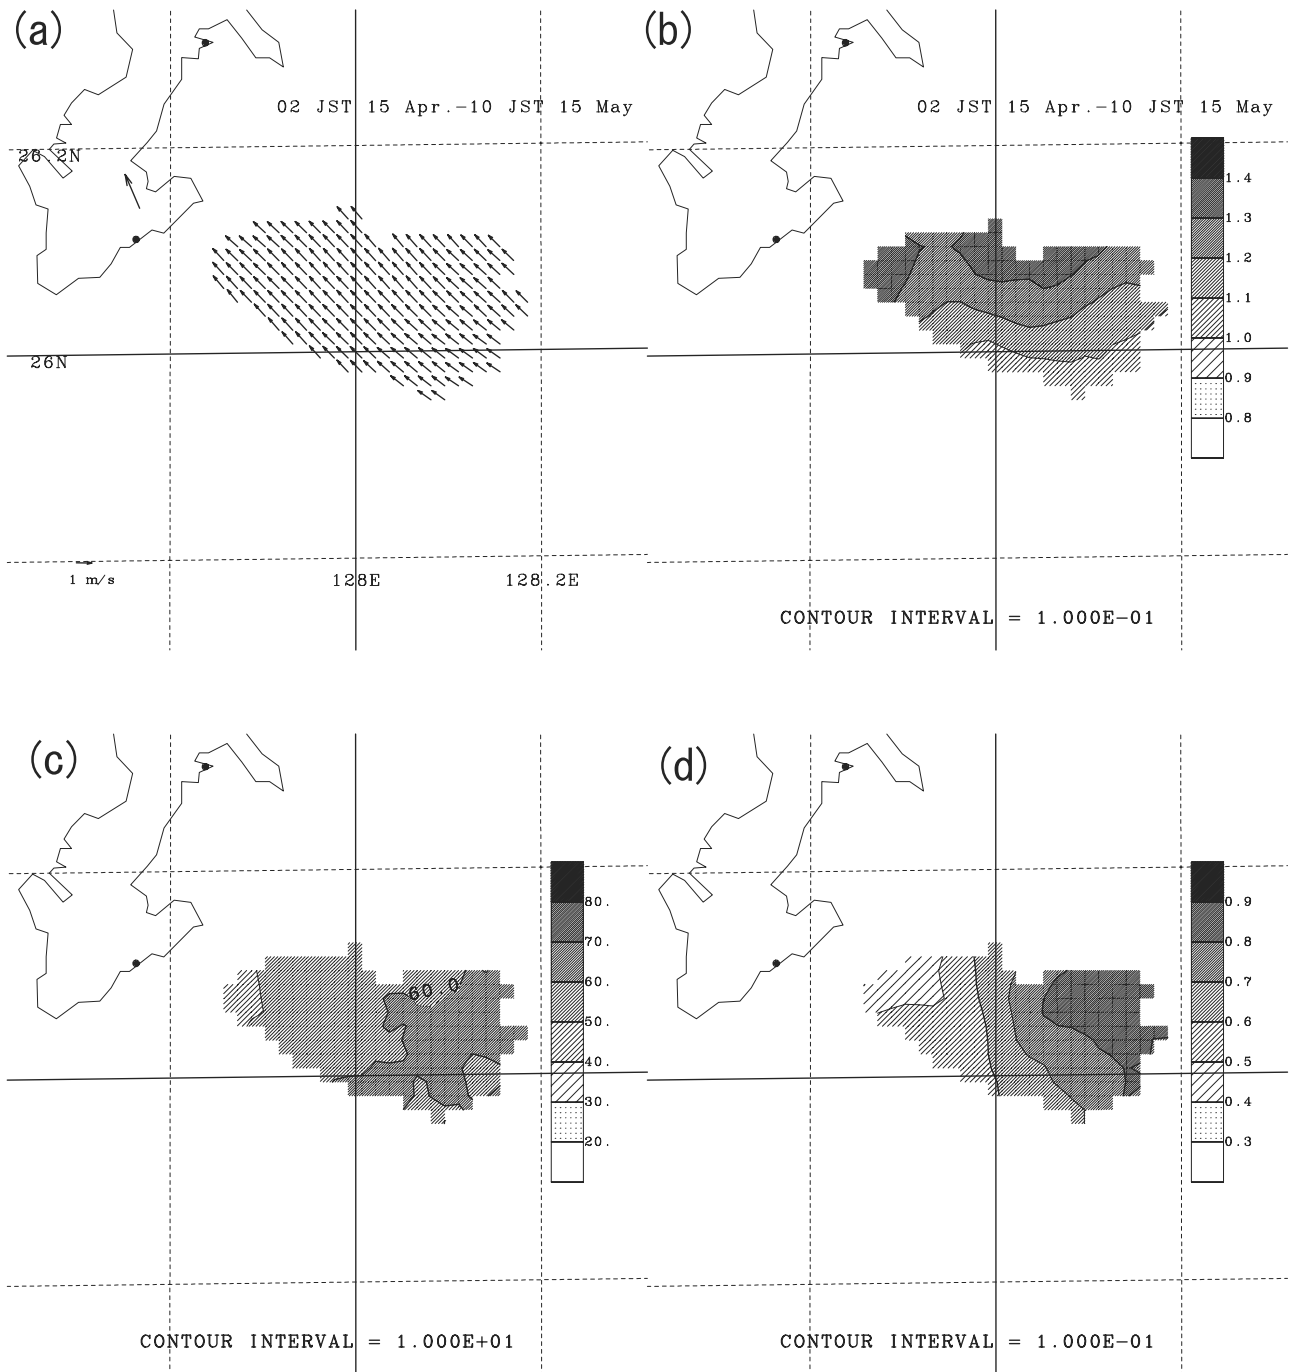 (a)
02 JST 15 Apr.-10 JST 15 May
26.2N
26N
1 m/s
128E
128.2E
(b)
02 JST 15 Apr.-10 JST 15 May
1.4
1.3
1.2
1.1
1.0
0.9
0.8
CONTOUR INTERVAL = 1.000E-01
(c)
60.0
80.
70.
60.
50.
40.
30.
20.
CONTOUR INTERVAL = 1.000E+01
(d)
0.9
0.8
0.7
0.6
0.5
0.4
0.3
CONTOUR INTERVAL = 1.000E-01